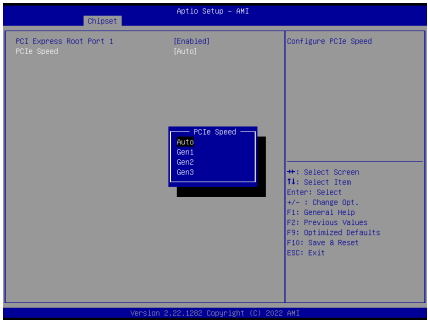 Aptio Setup - AMI
Chipset
PCI Express Root Port 1 [Enabled]
PCIe Speed [Auto]
Configure PCIe Speed
PCIe Speed
Auto
Gen1
Gen2
Gen3
→←: Select Screen
↑↓: Select Item
Enter: Select
+/- : Change Opt.
F1: General Help
F2: Previous Values
F9: Optimized Defaults
F10: Save & Reset
ESC: Exit
Version 2.22.1282 Copyright (C) 2022 AMI